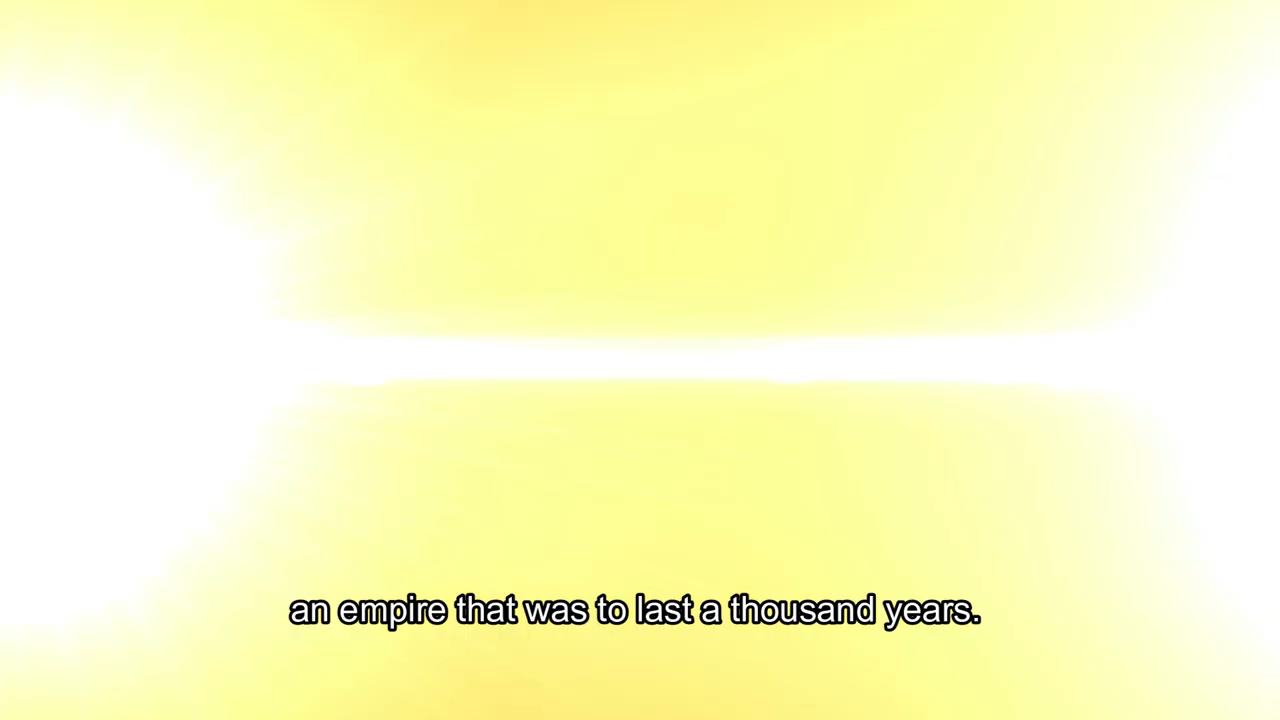 an empire that was to last a thousand years.